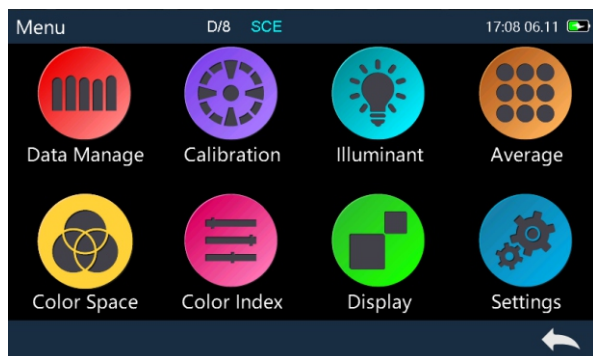 Menu D/8 SCE 17:08 06.11
Data Manage Calibration Illuminant Average
Color Space Color Index Display Settings